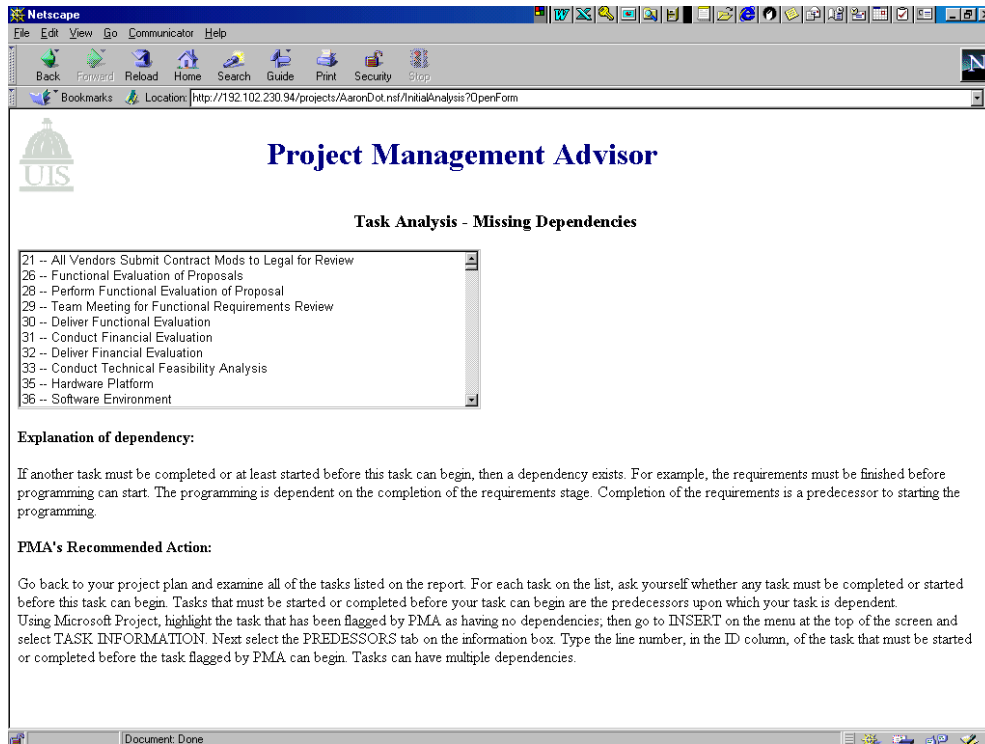 Netscape
File Edit View Go Communicator Help
Back Forward Reload Home Search Guide Print Security Stop
Bookmarks Location: http://192.102.230.94/projects/AaronDot.nsf/InitialAnalysis?OpenForm
N
UIS
Project Management Advisor
Task Analysis - Missing Dependencies
21 -- All Vendors Submit Contract Mods to Legal for Review
26 -- Functional Evaluation of Proposals
28 -- Perform Functional Evaluation of Proposal
29 -- Team Meeting for Functional Requirements Review
30 -- Deliver Functional Evaluation
31 -- Conduct Financial Evaluation
32 -- Deliver Financial Evaluation
33 -- Conduct Technical Feasibility Analysis
35 -- Hardware Platform
36 -- Software Environment
Explanation of dependency:
If another task must be completed or at least started before this task can begin, then a dependency exists. For example, the requirements must be finished before
programming can start. The programming is dependent on the completion of the requirements stage. Completion of the requirements is a predecessor to starting the
programming.
PMA's Recommended Action:
Go back to your project plan and examine all of the tasks listed on the report. For each task on the list, ask yourself whether any task must be completed or started
before this task can begin. Tasks that must be started or completed before your task can begin are the predecessors upon which your task is dependent.
Using Microsoft Project, highlight the task that has been flagged by PMA as having no dependencies; then go to INSERT on the menu at the top of the screen and
select TASK INFORMATION. Next select the PREDESSORS tab on the information box. Type the line number, in the ID column, of the task that must be started
or completed before the task flagged by PMA can begin. Tasks can have multiple dependencies.
Document: Done